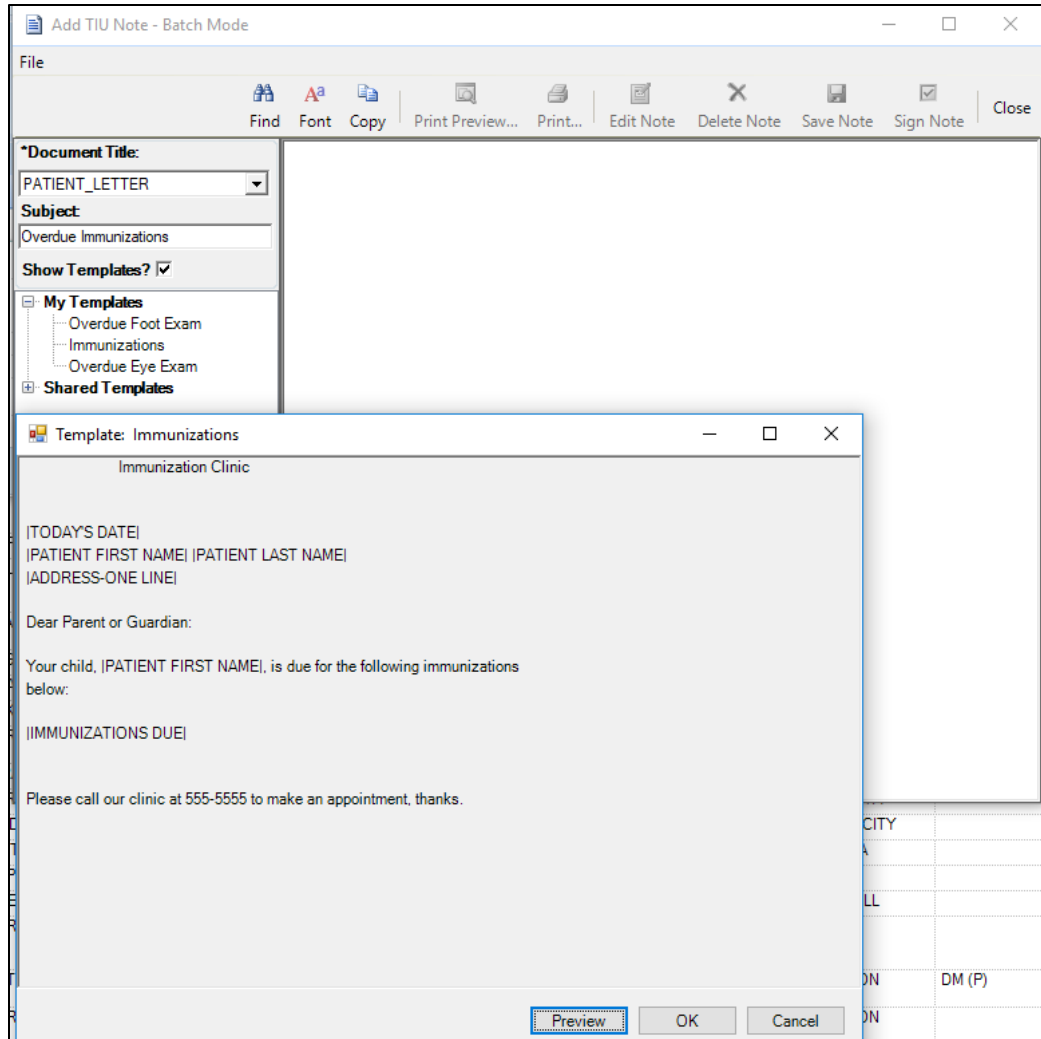 Add TIU Note - Batch Mode
File
Find Font Copy Print Preview... Print... Edit Note Delete Note Save Note Sign Note Close
*Document Title:
PATIENT_LETTER
Subject:
Overdue Immunizations
Show Templates?
My Templates
Overdue Foot Exam
Immunizations
Overdue Eye Exam
Shared Templates
Template: Immunizations
Immunization Clinic
|TODAY'S DATE|
|PATIENT FIRST NAME| |PATIENT LAST NAME|
|ADDRESS-ONE LINE|
Dear Parent or Guardian:
Your child, |PATIENT FIRST NAME|, is due for the following immunizations
below:
|IMMUNIZATIONS DUE|
Please call our clinic at 555-5555 to make an appointment, thanks.
CITY
LL
ON DM (P)
ON
Preview OK Cancel